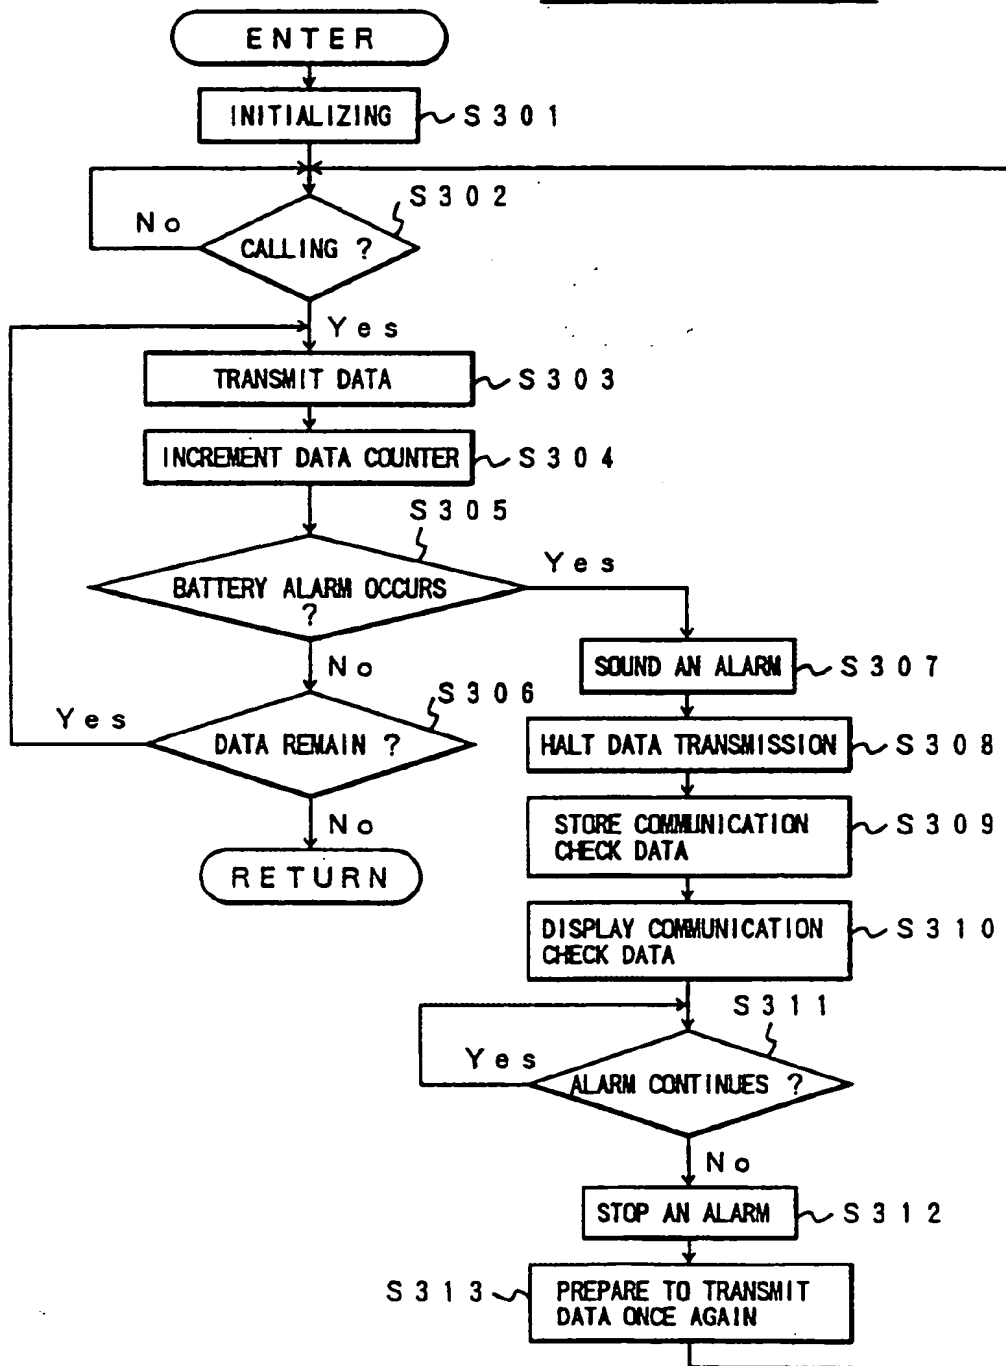 ENTER
INITIALIZING
S301
S302
No
CALLING ?
Yes
TRANSMIT DATA
S303
INCREMENT DATA COUNTER
S304
S305
BATTERY ALARM OCCURS
?
Yes
No
SOUND AN ALARM
S307
S306
Yes
DATA REMAIN ?
HALT DATA TRANSMISSION
S308
No
STORE COMMUNICATION
CHECK DATA
S309
RETURN
DISPLAY COMMUNICATION
CHECK DATA
S310
S311
Yes
ALARM CONTINUES ?
No
STOP AN ALARM
S312
S313
PREPARE TO TRANSMIT
DATA ONCE AGAIN